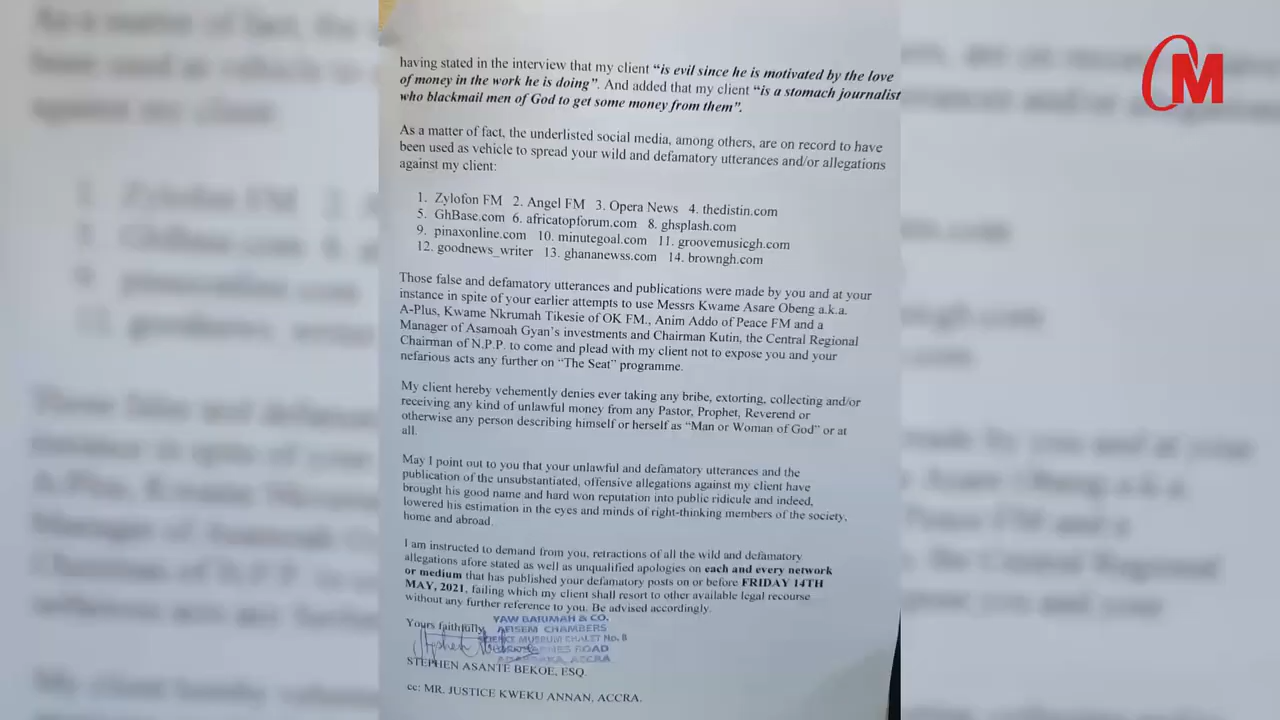 having stated in the interview that my client "is evil since he is motivated by the love
of money in the work he is doing". And added that my client "is a stomach journalist
who blackmail men of God to get some money from them".
As a matter of fact, the underlisted social media, among others, are on record to have
been used as vehicle to spread your wild and defamatory utterances and/or allegations
against my client:
1. Zylofon FM 2. Angel FM 3. Opera News 4. thedistin.com
5. GhBase.com 6. africatopforum.com 8. ghsplash.com
9. pinaxonline.com 10. minutegoal.com 11. groovemusicgh.com
12. goodnews_writer 13. ghananewss.com 14. browngh.com
Those false and defamatory utterances and publications were made by you and at your
instance in spite of your earlier attempts to use Messrs Kwame Asare Obeng a.k.a.
A-Plus, Kwame Nkrumah Tikesie of OK FM., Anim Addo of Peace FM and a
Manager of Asamoah Gyan's investments and Chairman Kutin, the Central Regional
Chairman of N.P.P. to come and plead with my client not to expose you and your
nefarious acts any further on "The Seat" programme.
My client hereby vehemently denies ever taking any bribe, extorting, collecting and/or
receiving any kind of unlawful money from any Pastor, Prophet, Reverend or
otherwise any person describing himself or herself as "Man or Woman of God" or at
all.
May I point out to you that your unlawful and defamatory utterances and the
publication of the unsubstantiated, offensive allegations against my client have
brought his good name and hard won reputation into public ridicule and indeed,
lowered his estimation in the eyes and minds of right-thinking members of the society,
home and abroad.
I am instructed to demand from you, retractions of all the wild and defamatory
allegations afore stated as well as unqualified apologies on each and every network
or medium that has published your defamatory posts on or before FRIDAY 14TH
MAY, 2021, failing which my client shall resort to other available legal recourse
without any further reference to you. Be advised accordingly.
Yours faithfully,
YAW BARIMAH & CO.
AFISEM CHAMBERS
MUSEUM CHALET No. 8
ROAD
ACCRA
STEPHEN ASANTE BEKOE, ESQ.
cc: MR. JUSTICE KWEKU ANNAN, ACCRA.
M